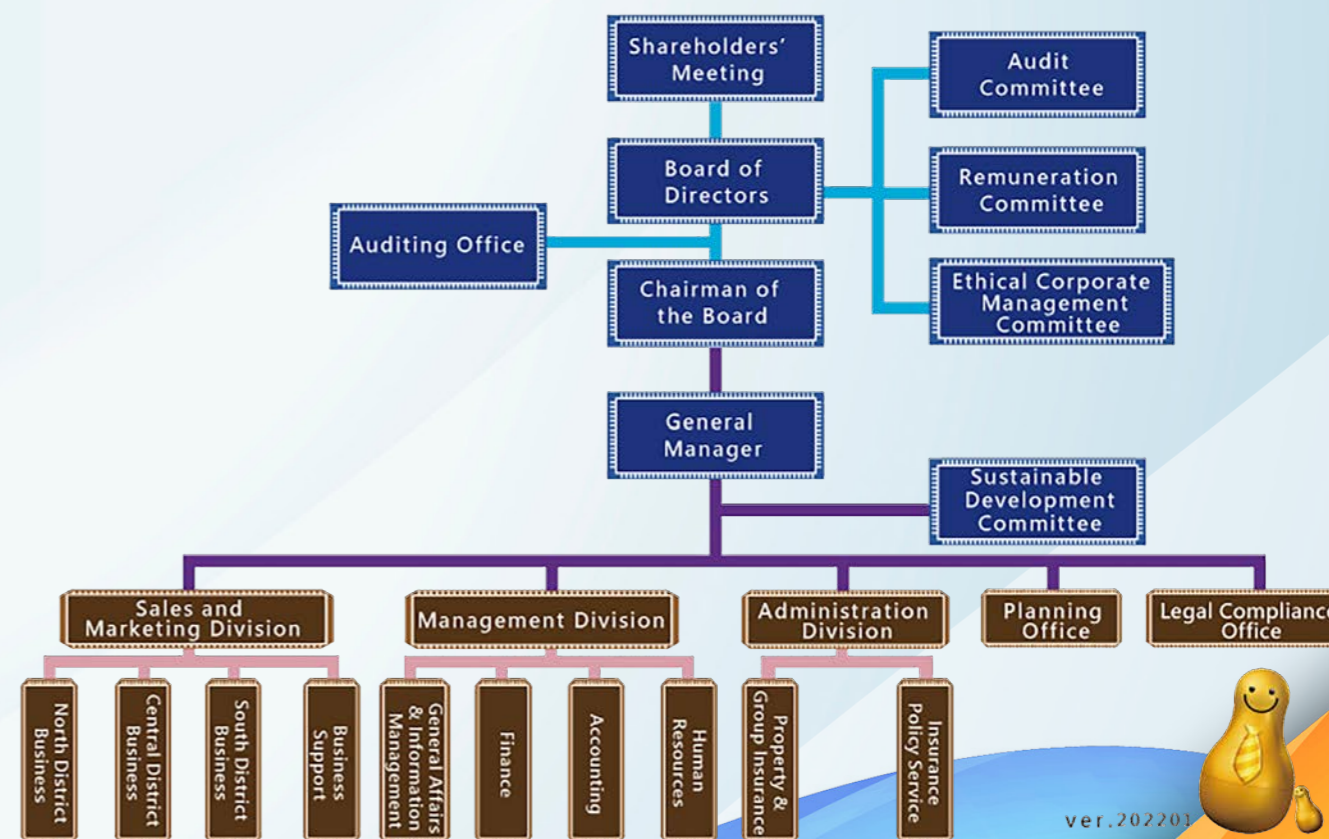 Shareholders'
Meeting
Audit
Committee
Board of
Directors
Remuneration
Committee
Auditing Office
Chairman of
the Board
Ethical Corporate
Management
Committee
General
Manager
Sustainable
Development
Committee
Sales and
Marketing Division
Management Division
Administration
Division
Planning
Office
Legal Compliance
Office
North District
Business
Central District
Business
South District
Business
Business
Support
General Affairs
& Information
Management
Finance
Accounting
Human
Resources
Property &
Group Insurance
Insurance
Policy Service
ver.202201